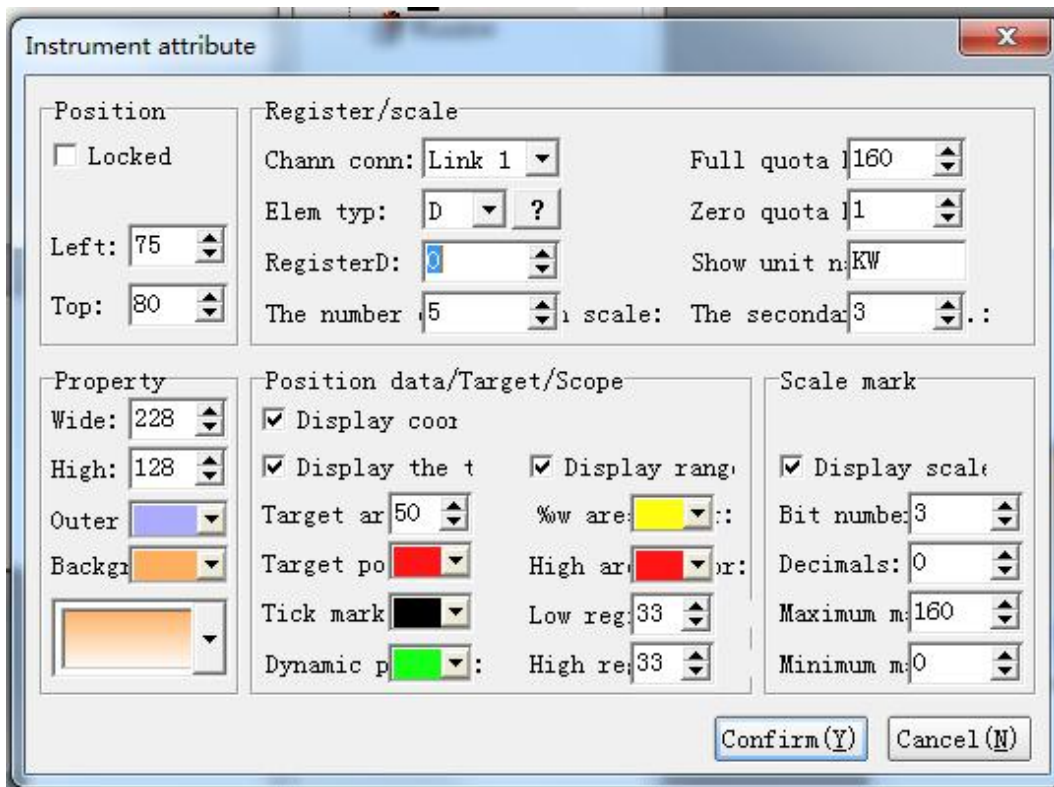 Instrument attribute
Position
Locked
Left: 75
Top: 80
Register/scale
Chann conn: Link 1
Full quota 160
Elem typ: D ?
Zero quota 1
RegisterD: 0
Show unit n KW
The number 5 scale:
The seconda 3 .:
Property
Wide: 228
High: 128
Outer
Backgr
Position data/Target/Scope
Display coor
Display the t
Display range
Target ar 50
%w are :
Target po
High are or:
Tick mark
Low reg 33
Dynamic p :
High re 33
Scale mark
Display scale
Bit numbe 3
Decimals: 0
Maximum m 160
Minimum m 0
Confirm(Y)
Cancel(N)